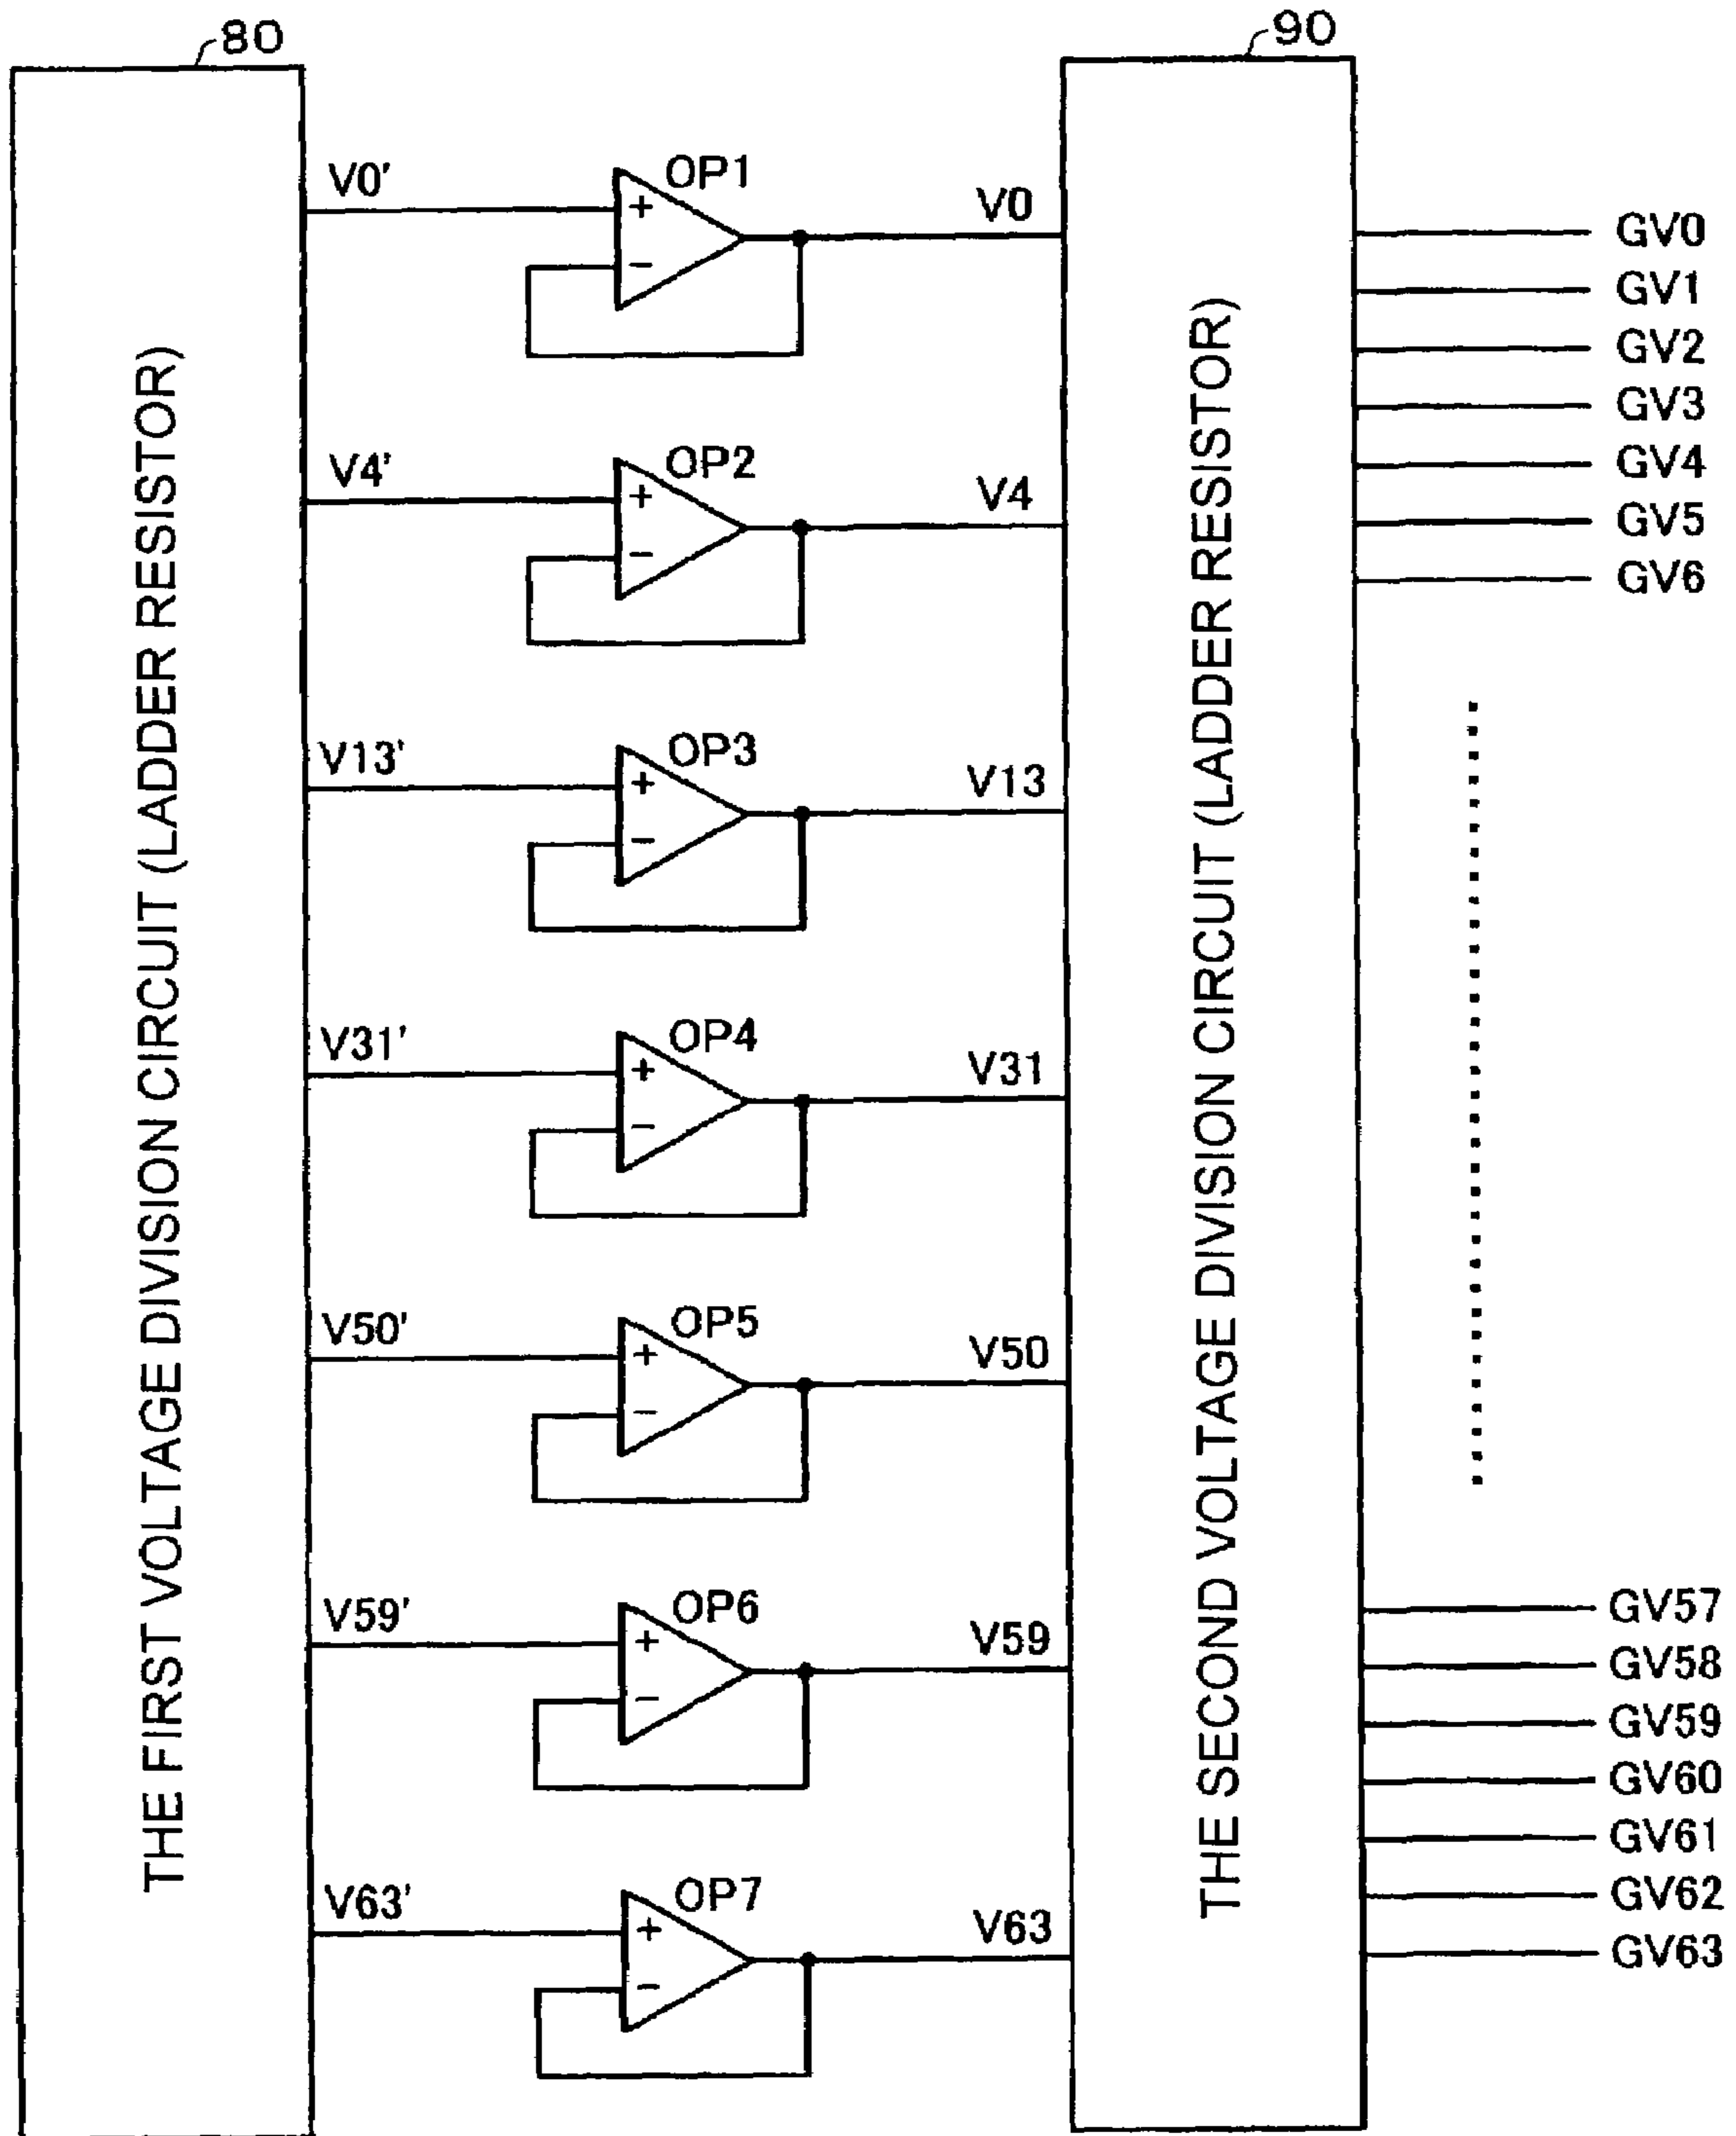 80
90
THE FIRST VOLTAGE DIVISION CIRCUIT (LADDER RESISTOR)
THE SECOND VOLTAGE DIVISION CIRCUIT (LADDER RESISTOR)
V0'
+
−
OP1
V0
V4'
+
−
OP2
V4
V13'
+
−
OP3
V13
V31'
+
−
OP4
V31
V50'
+
−
OP5
V50
V59'
+
−
OP6
V59
V63'
+
−
OP7
V63
GV0
GV1
GV2
GV3
GV4
GV5
GV6
GV57
GV58
GV59
GV60
GV61
GV62
GV63